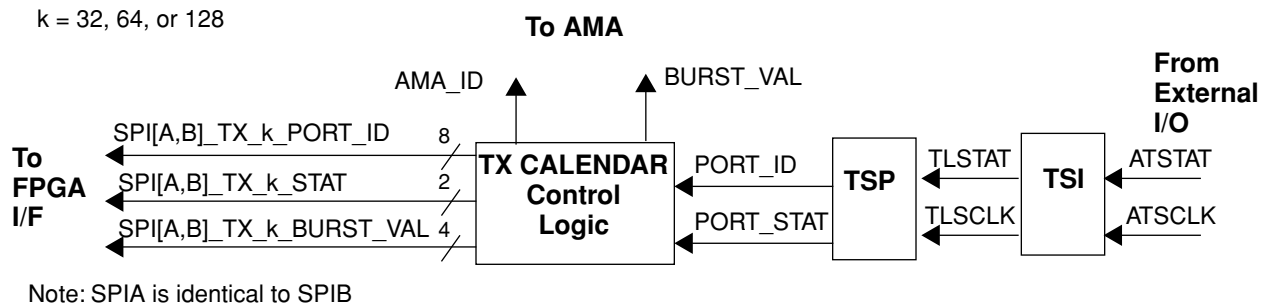 k = 32, 64, or 128
To AMA
AMA_ID
BURST_VAL
From
External
I/O
To
FPGA
I/F
SPI[A,B]_TX_k_PORT_ID
8
SPI[A,B]_TX_k_STAT
2
SPI[A,B]_TX_k_BURST_VAL
4
TX CALENDAR
Control
Logic
PORT_ID
PORT_STAT
TSP
TLSTAT
TLSCLK
TSI
ATSTAT
ATSCLK
Note: SPIA is identical to SPIB